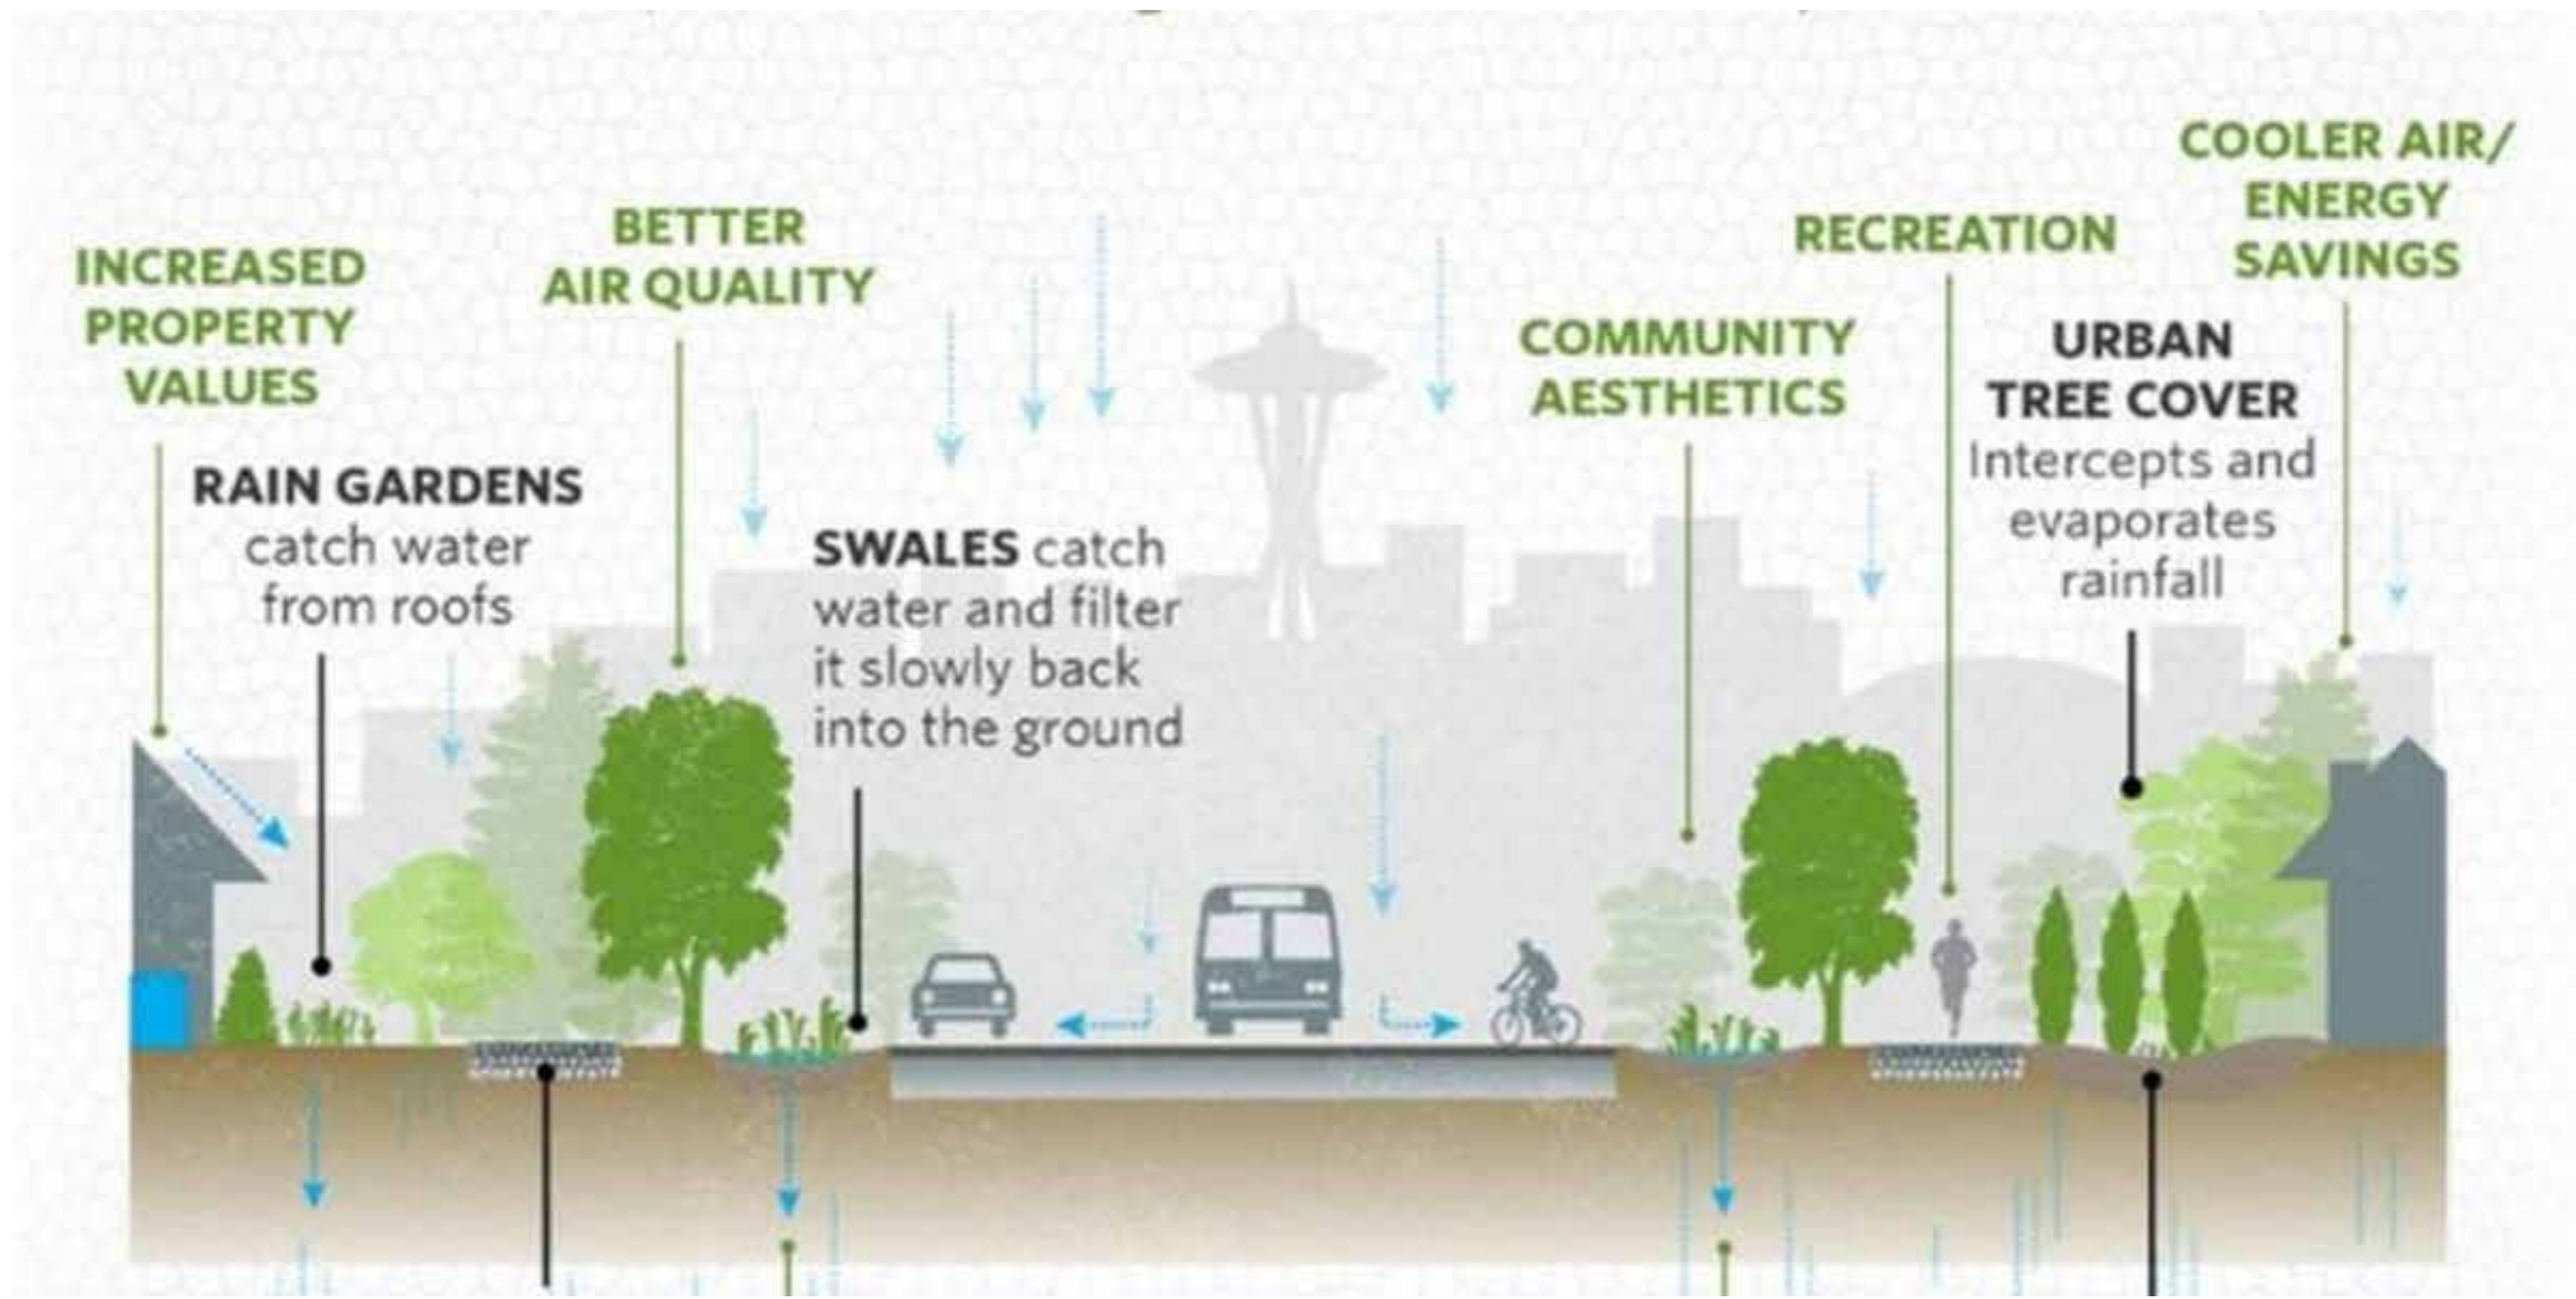 INCREASED
PROPERTY
VALUES
RAIN GARDENS
catch water
from roofs
BETTER
AIR QUALITY
SWALES catch
water and filter
it slowly back
into the ground
COMMUNITY
AESTHETICS
RECREATION
URBAN
TREE COVER
Intercepts and
evaporates
rainfall
COOLER AIR/
ENERGY
SAVINGS